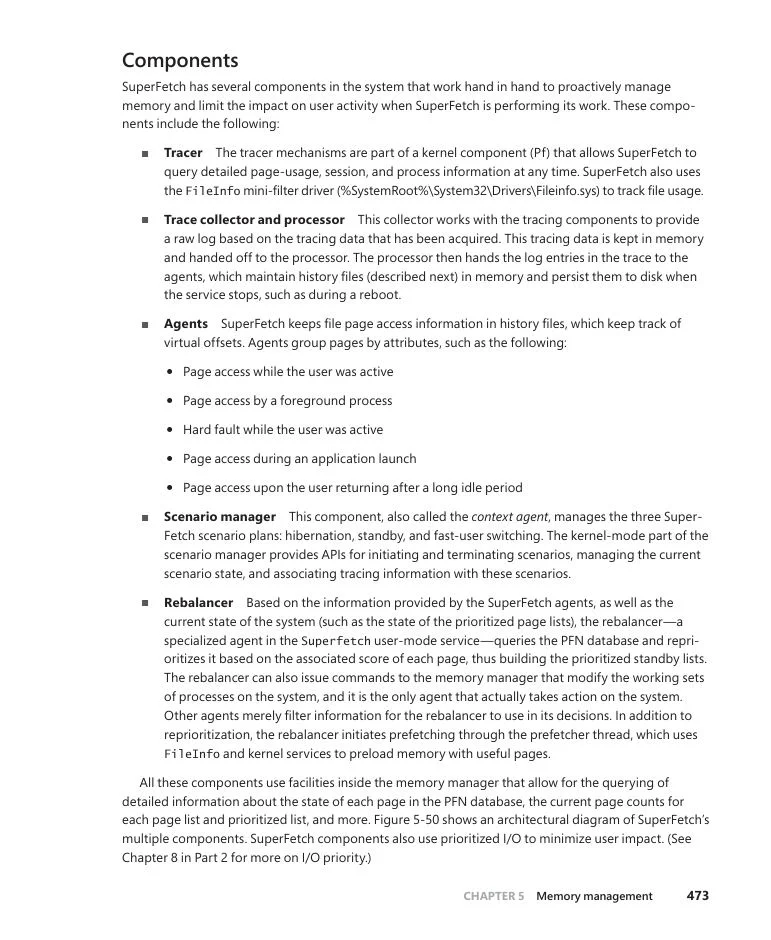 Components
SuperFetch has several components in the system that work hand in hand to proactively manage
memory and limit the impact on user activity when SuperFetch is performing its work. These compo-
nents include the following:
■ Tracer The tracer mechanisms are part of a kernel component (Pf) that allows SuperFetch to
query detailed page-usage, session, and process information at any time. SuperFetch also uses
the FileInfo mini-filter driver (%SystemRoot%\System32\Drivers\Fileinfo.sys) to track file usage.
■ Trace collector and processor This collector works with the tracing components to provide
a raw log based on the tracing data that has been acquired. This tracing data is kept in memory
and handed off to the processor. The processor then hands the log entries in the trace to the
agents, which maintain history files (described next) in memory and persist them to disk when
the service stops, such as during a reboot.
■ Agents SuperFetch keeps file page access information in history files, which keep track of
virtual offsets. Agents group pages by attributes, such as the following:
• Page access while the user was active
• Page access by a foreground process
• Hard fault while the user was active
• Page access during an application launch
• Page access upon the user returning after a long idle period
■ Scenario manager This component, also called the context agent, manages the three Super-
Fetch scenario plans: hibernation, standby, and fast-user switching. The kernel-mode part of the
scenario manager provides APIs for initiating and terminating scenarios, managing the current
scenario state, and associating tracing information with these scenarios.
■ Rebalancer Based on the information provided by the SuperFetch agents, as well as the
current state of the system (such as the state of the prioritized page lists), the rebalancer—a
specialized agent in the Superfetch user-mode service—queries the PFN database and repri-
oritizes it based on the associated score of each page, thus building the prioritized standby lists.
The rebalancer can also issue commands to the memory manager that modify the working sets
of processes on the system, and it is the only agent that actually takes action on the system.
Other agents merely filter information for the rebalancer to use in its decisions. In addition to
reprioritization, the rebalancer initiates prefetching through the prefetcher thread, which uses
FileInfo and kernel services to preload memory with useful pages.
All these components use facilities inside the memory manager that allow for the querying of
detailed information about the state of each page in the PFN database, the current page counts for
each page list and prioritized list, and more. Figure 5-50 shows an architectural diagram of SuperFetch’s
multiple components. SuperFetch components also use prioritized I/O to minimize user impact. (See
Chapter 8 in Part 2 for more on I/O priority.)
CHAPTER 5 Memory management 473